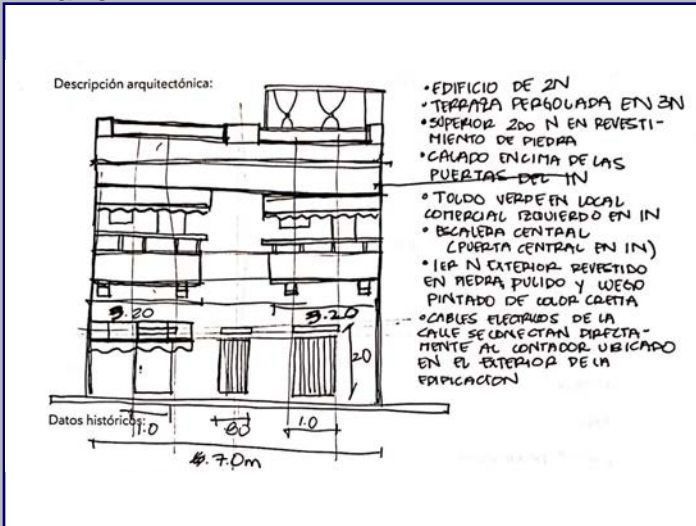 Descripción arquitectónica:
• EDIFICIO DE 2N
• TERRAZA PERGOLADA EN 3N
• SUPERIOR 2DO N EN REVESTI-
MIENTO DE PIEDRA
• CALADO ENCIMA DE LAS
PUERTAS DEL 1N
• TOLDO VERDE EN LOCAL
COMERCIAL IZQUIERDO EN 1N
• ESCALERA CENTRAL
(PUERTA CENTRAL EN 1N)
• 1ER N EXTERIOR REVESTIDO
EN PIEDRA, PULIDO Y LUEGO
PINTADO DE COLOR CREMA
• CABLES ELECTRICOS DE LA
CALLE SE CONECTAN DIRECTA-
MENTE AL CONTADOR UBICADO
EN EL EXTERIOR DE LA
EDIFICACION
3.20 3.20
20
Datos históricos:
1.0 80 1.0
7.0m